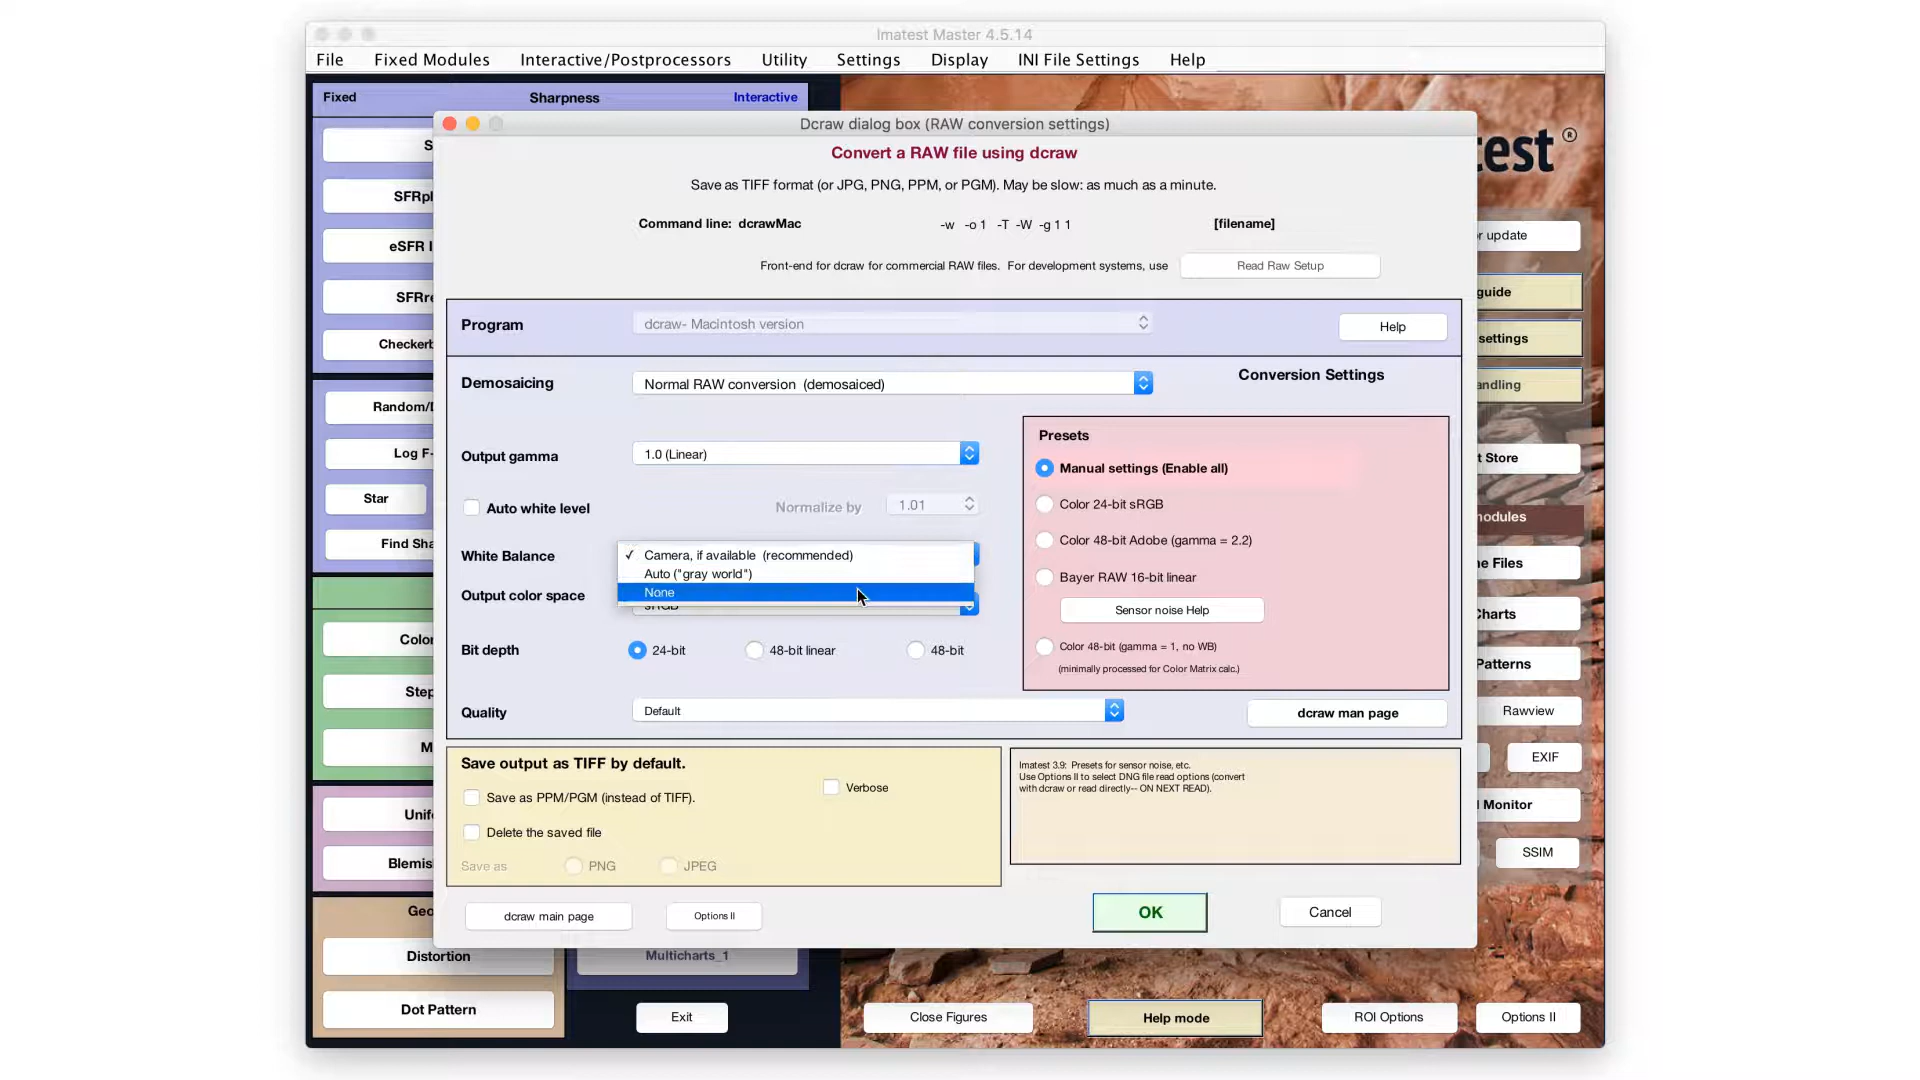 Imatest Master 4.5.14
File Fixed Modules Interactive/Postprocessors Utility Settings Display INI File Settings Help
Fixed Sharpness Interactive
Dcraw dialog box (RAW conversion settings)
Convert a RAW file using dcraw
Save as TIFF format (or JPG, PNG, PPM, or PGM). May be slow: as much as a minute.
Command line: dcrawMac -w -o 1 -T -W -g 1 1 [filename]
Front-end for dcraw for commercial RAW files. For development systems, use Read Raw Setup
Program dcraw- Macintosh version Help
Demosaicing Normal RAW conversion (demosaiced) Conversion Settings
Output gamma 1.0 (Linear)
Auto white level Normalize by 1.01
White Balance
✓ Camera, if available (recommended)
Auto ("gray world")
None
Output color space sRGB
Bit depth 24-bit 48-bit linear 48-bit
Quality Default
Presets
Manual settings (Enable all)
Color 24-bit sRGB
Color 48-bit Adobe (gamma = 2.2)
Bayer RAW 16-bit linear
Sensor noise Help
Color 48-bit (gamma = 1, no WB)
(minimally processed for Color Matrix calc.)
dcraw man page
Save output as TIFF by default.
Save as PPM/PGM (instead of TIFF). Verbose
Delete the saved file
Save as PNG JPEG
Imatest 3.9: Presets for sensor noise, etc.
Use Options II to select DNG file read options (convert
with dcraw or read directly-- ON NEXT READ).
dcraw main page Options II OK Cancel
S
SFRpl
eSFR I
SFRre
Checkerb
Random/D
Log F-
Star
Find Sha
Color
Step
M
Unifo
Blemis
Geo
Distortion
Dot Pattern
Multicharts_1
Exit
test ®
r update
guide
settings
andling
t Store
modules
e Files
Charts
Patterns
Rawview
EXIF
l Monitor
SSIM
Close Figures Help mode ROI Options Options II